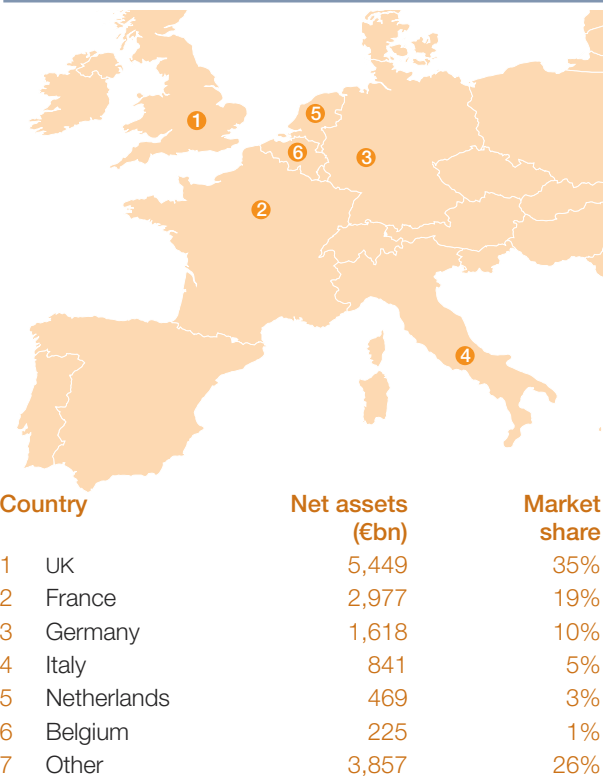 1
5
6
3
2
4
Country Net assets (€bn) Market share
1 UK 5,449 35%
2 France 2,977 19%
3 Germany 1,618 10%
4 Italy 841 5%
5 Netherlands 469 3%
6 Belgium 225 1%
7 Other 3,857 26%